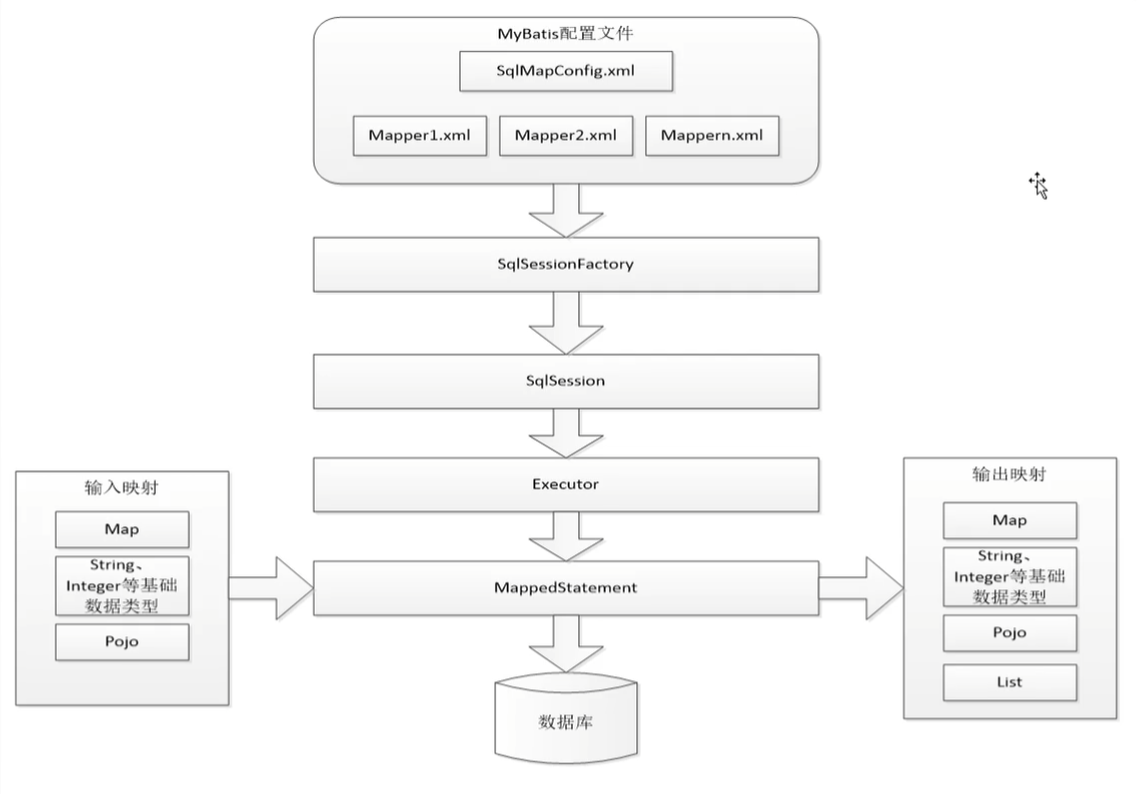 MyBatis配置文件
SqlMapConfig.xml
Mapper1.xml
Mapper2.xml
Mappern.xml
SqlSessionFactory
SqlSession
Executor
输入映射
Map
String、
Integer等基础
数据类型
Pojo
MappedStatement
输出映射
Map
String、
Integer等基础
数据类型
Pojo
List
数据库